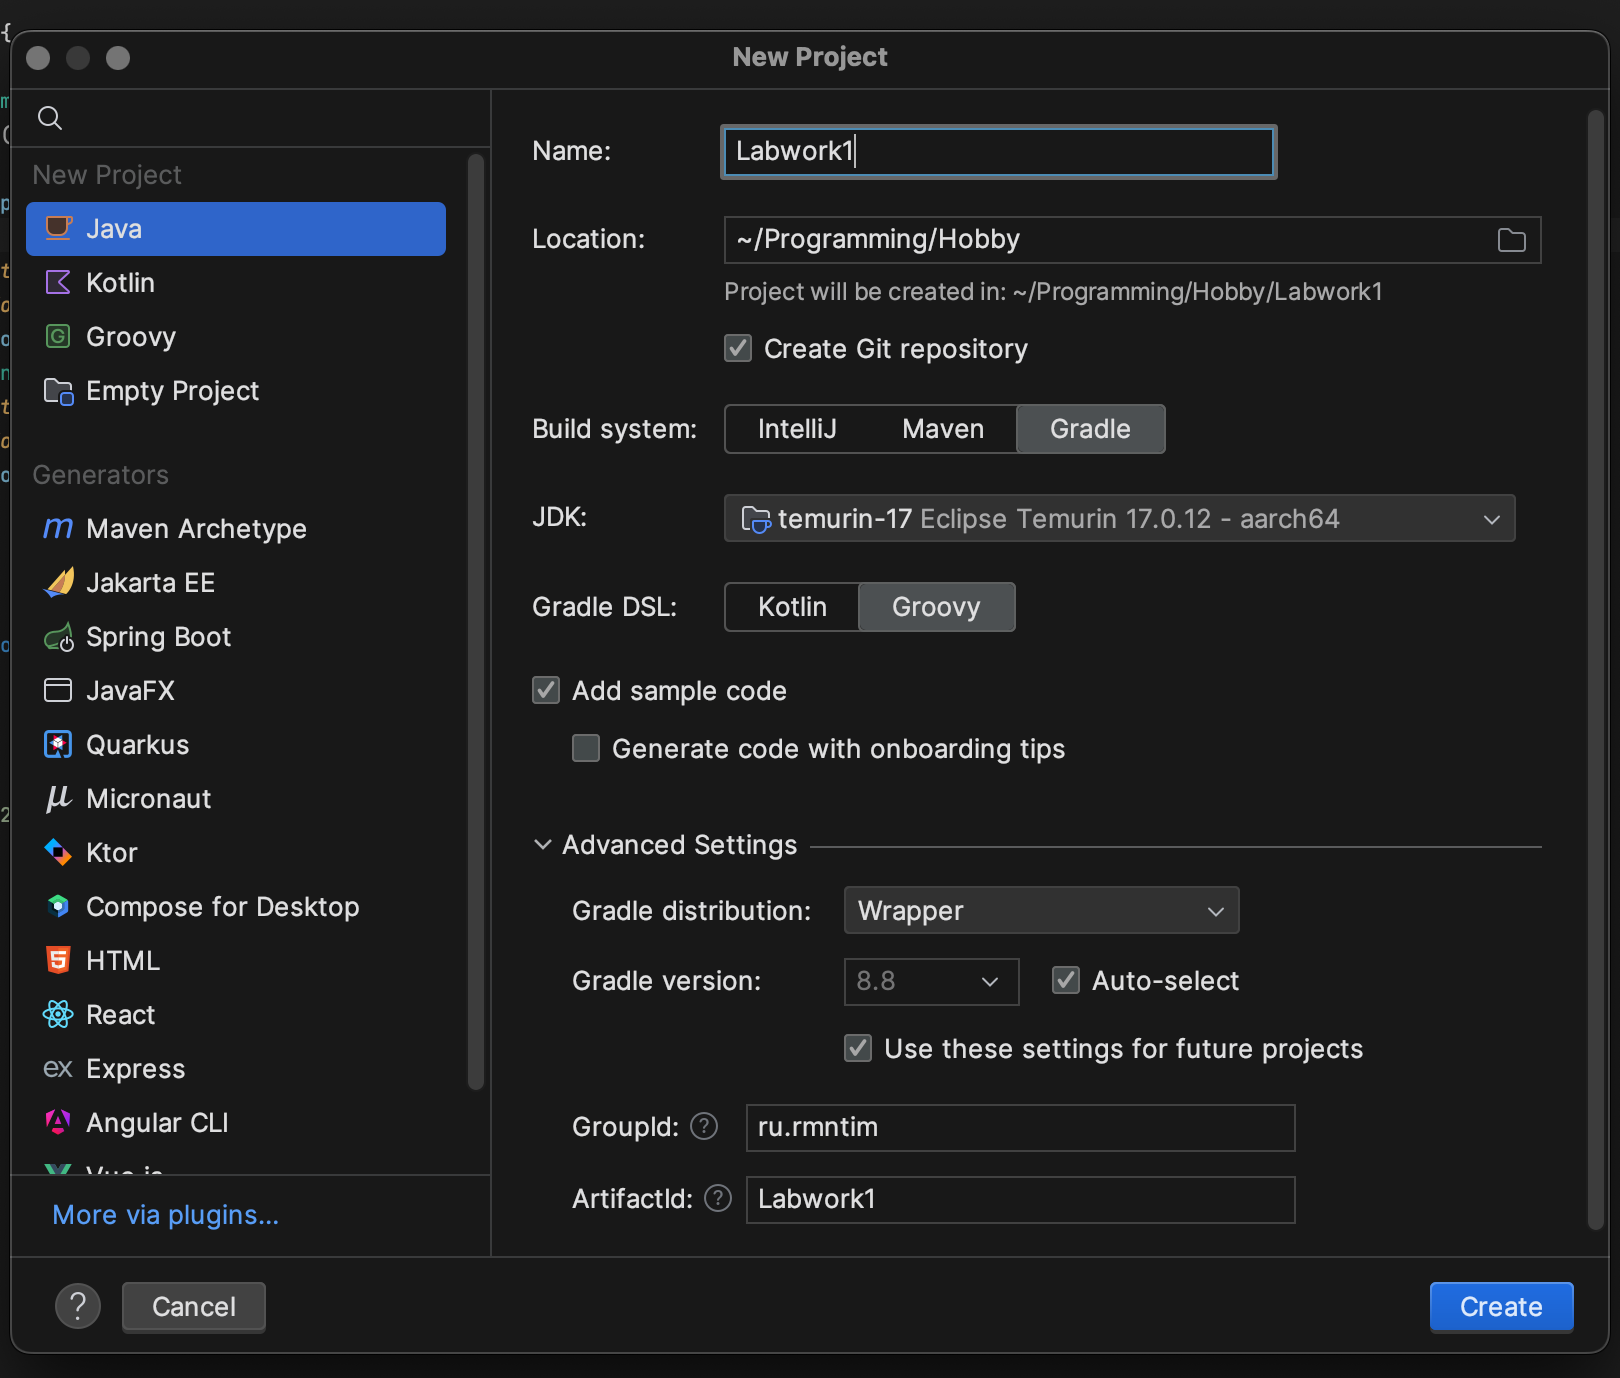 New Project
New Project
Java
Kotlin
Groovy
Empty Project
Generators
Maven Archetype
Jakarta EE
Spring Boot
JavaFX
Quarkus
Micronaut
Ktor
Compose for Desktop
HTML
React
ex Express
Angular CLI
More via plugins...
Name: Labwork1
Location: ~/Programming/Hobby
Project will be created in: ~/Programming/Hobby/Labwork1
Create Git repository
Build system: IntelliJ Maven Gradle
JDK: temurin-17 Eclipse Temurin 17.0.12 - aarch64
Gradle DSL: Kotlin Groovy
Add sample code
Generate code with onboarding tips
Advanced Settings
Gradle distribution: Wrapper
Gradle version: 8.8 Auto-select
Use these settings for future projects
GroupId: ? ru.rmntim
ArtifactId: ? Labwork1
? Cancel Create